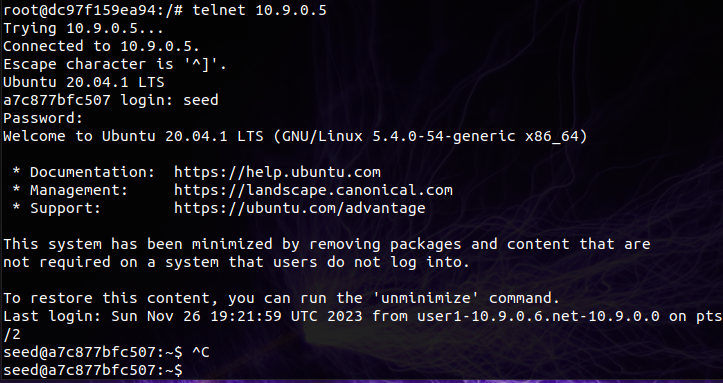 root@dc97f159ea94:/# telnet 10.9.0.5
Trying 10.9.0.5...
Connected to 10.9.0.5.
Escape character is '^]'.
Ubuntu 20.04.1 LTS
a7c877bfc507 login: seed
Password:
Welcome to Ubuntu 20.04.1 LTS (GNU/Linux 5.4.0-54-generic x86_64)

 * Documentation:  https://help.ubuntu.com
 * Management:     https://landscape.canonical.com
 * Support:        https://ubuntu.com/advantage

This system has been minimized by removing packages and content that are
not required on a system that users do not log into.

To restore this content, you can run the 'unminimize' command.
Last login: Sun Nov 26 19:21:59 UTC 2023 from user1-10.9.0.6.net-10.9.0.0 on pts
/2
seed@a7c877bfc507:~$ ^C
seed@a7c877bfc507:~$